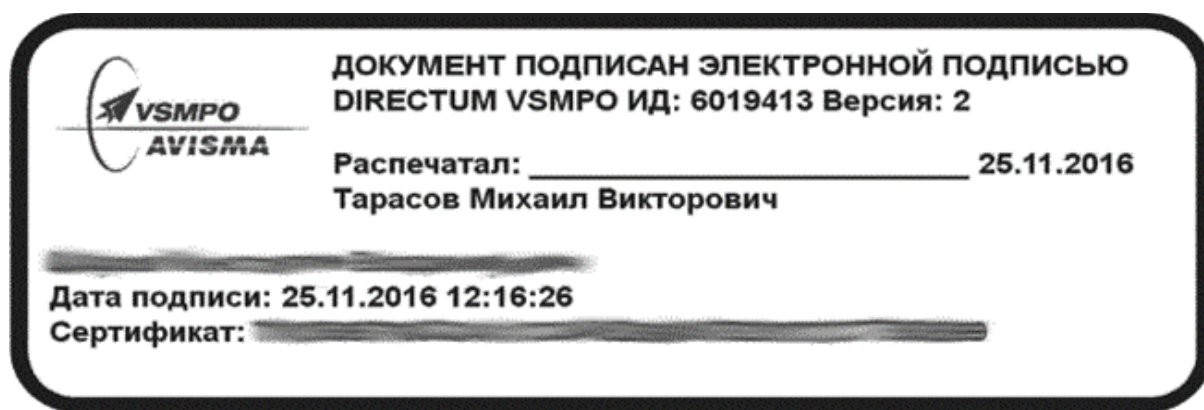 VSMPO
AVISMA
ДОКУМЕНТ ПОДПИСАН ЭЛЕКТРОННОЙ ПОДПИСЬЮ
DIRECTUM VSMPO ИД: 6019413 Версия: 2
Распечатал: ______________________________ 25.11.2016
Тарасов Михаил Викторович
Дата подписи: 25.11.2016 12:16:26
Сертификат: